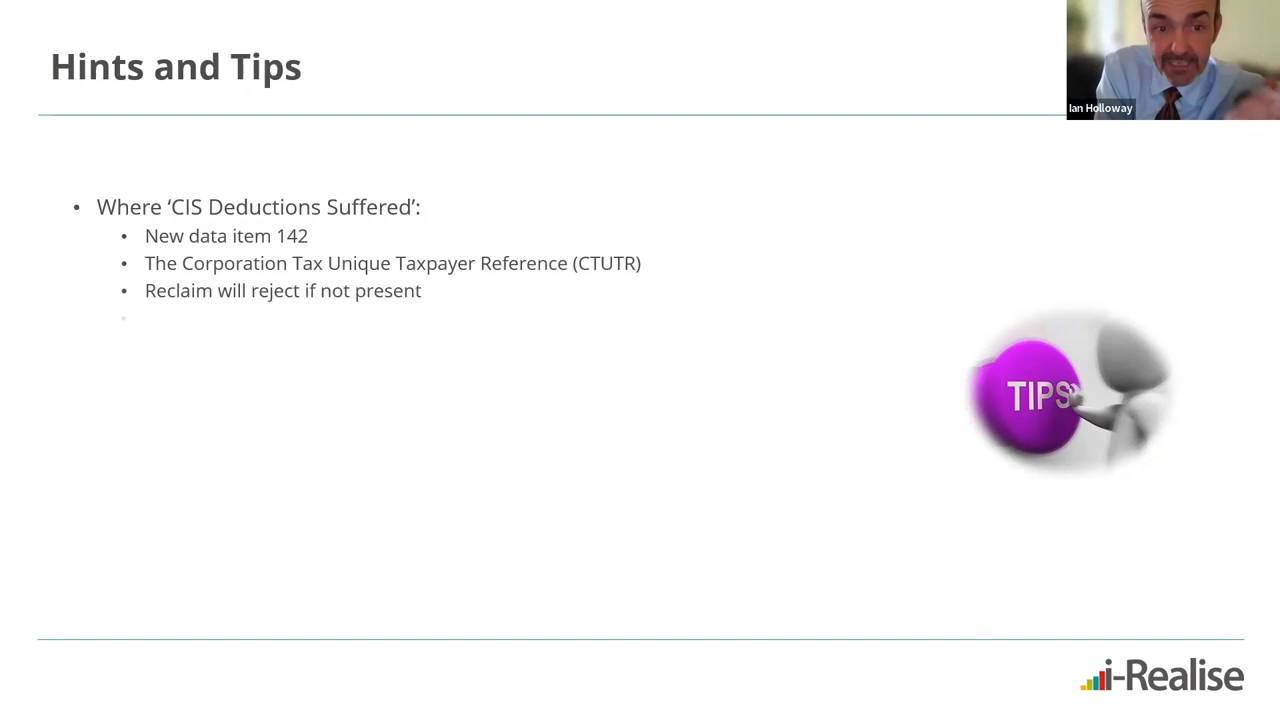 Hints and Tips
Ian Holloway
• Where ‘CIS Deductions Suffered’:
• New data item 142
• The Corporation Tax Unique Taxpayer Reference (CTUTR)
• Reclaim will reject if not present
TIPS
i-Realise